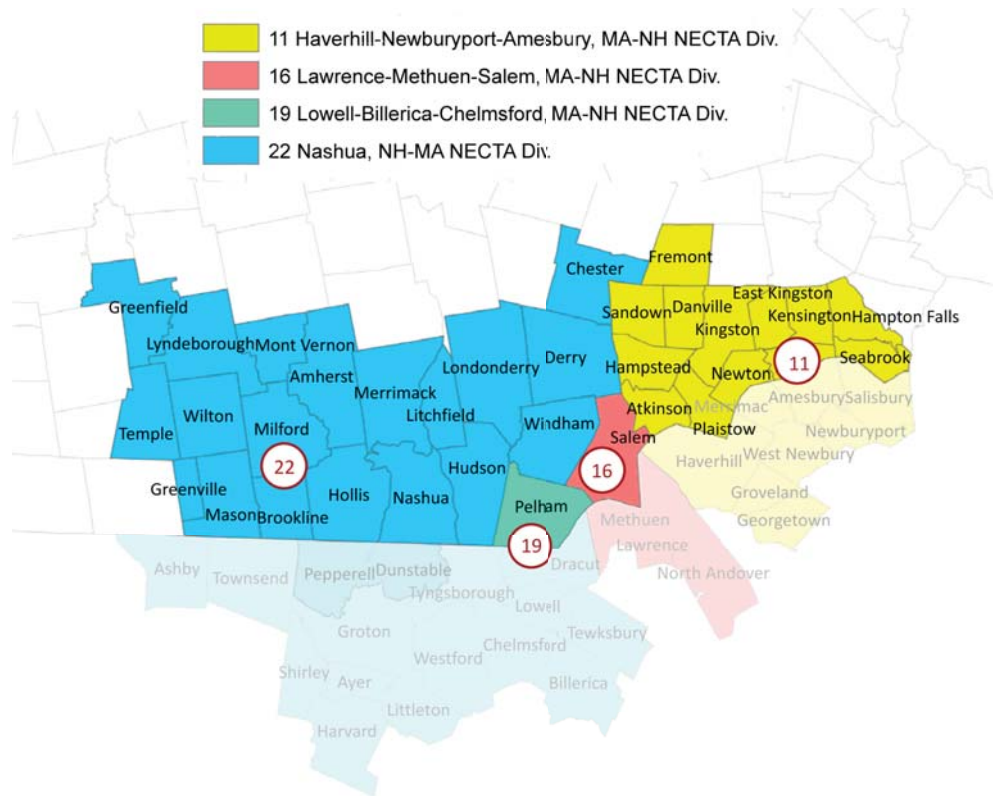 11 Haverhill-Newburyport-Amesbury, MA-NH NECTA Div.
16 Lawrence-Methuen-Salem, MA-NH NECTA Div.
19 Lowell-Billerica-Chelmsford, MA-NH NECTA Div.
22 Nashua, NH-MA NECTA Div.
Fremont
Chester
East Kingston
Greenfield
Danville
Sandown
Kensington
Hampton Falls
Kingston
Lyndeborough
Mont Vernon
Derry
Seabrook
Londonderry
Hampstead
11
Newton
Amherst
Merrimack
Amesbury
Salisbury
Atkinson
Merrimac
Litchfield
Wilton
Windham
Milford
Plaistow
Newburyport
Temple
Salem
West Newbury
Haverhill
22
Hudson
16
Greenville
Hollis
Nashua
Groveland
Pelham
Mason
Brookline
Methuen
Georgetown
19
Lawrence
Dracut
Ashby
Dunstable
Pepperell
Townsend
North Andover
Tyngsborough
Lowell
Groton
Tewksbury
Chelmsford
Westford
Shirley
Ayer
Billerica
Littleton
Harvard